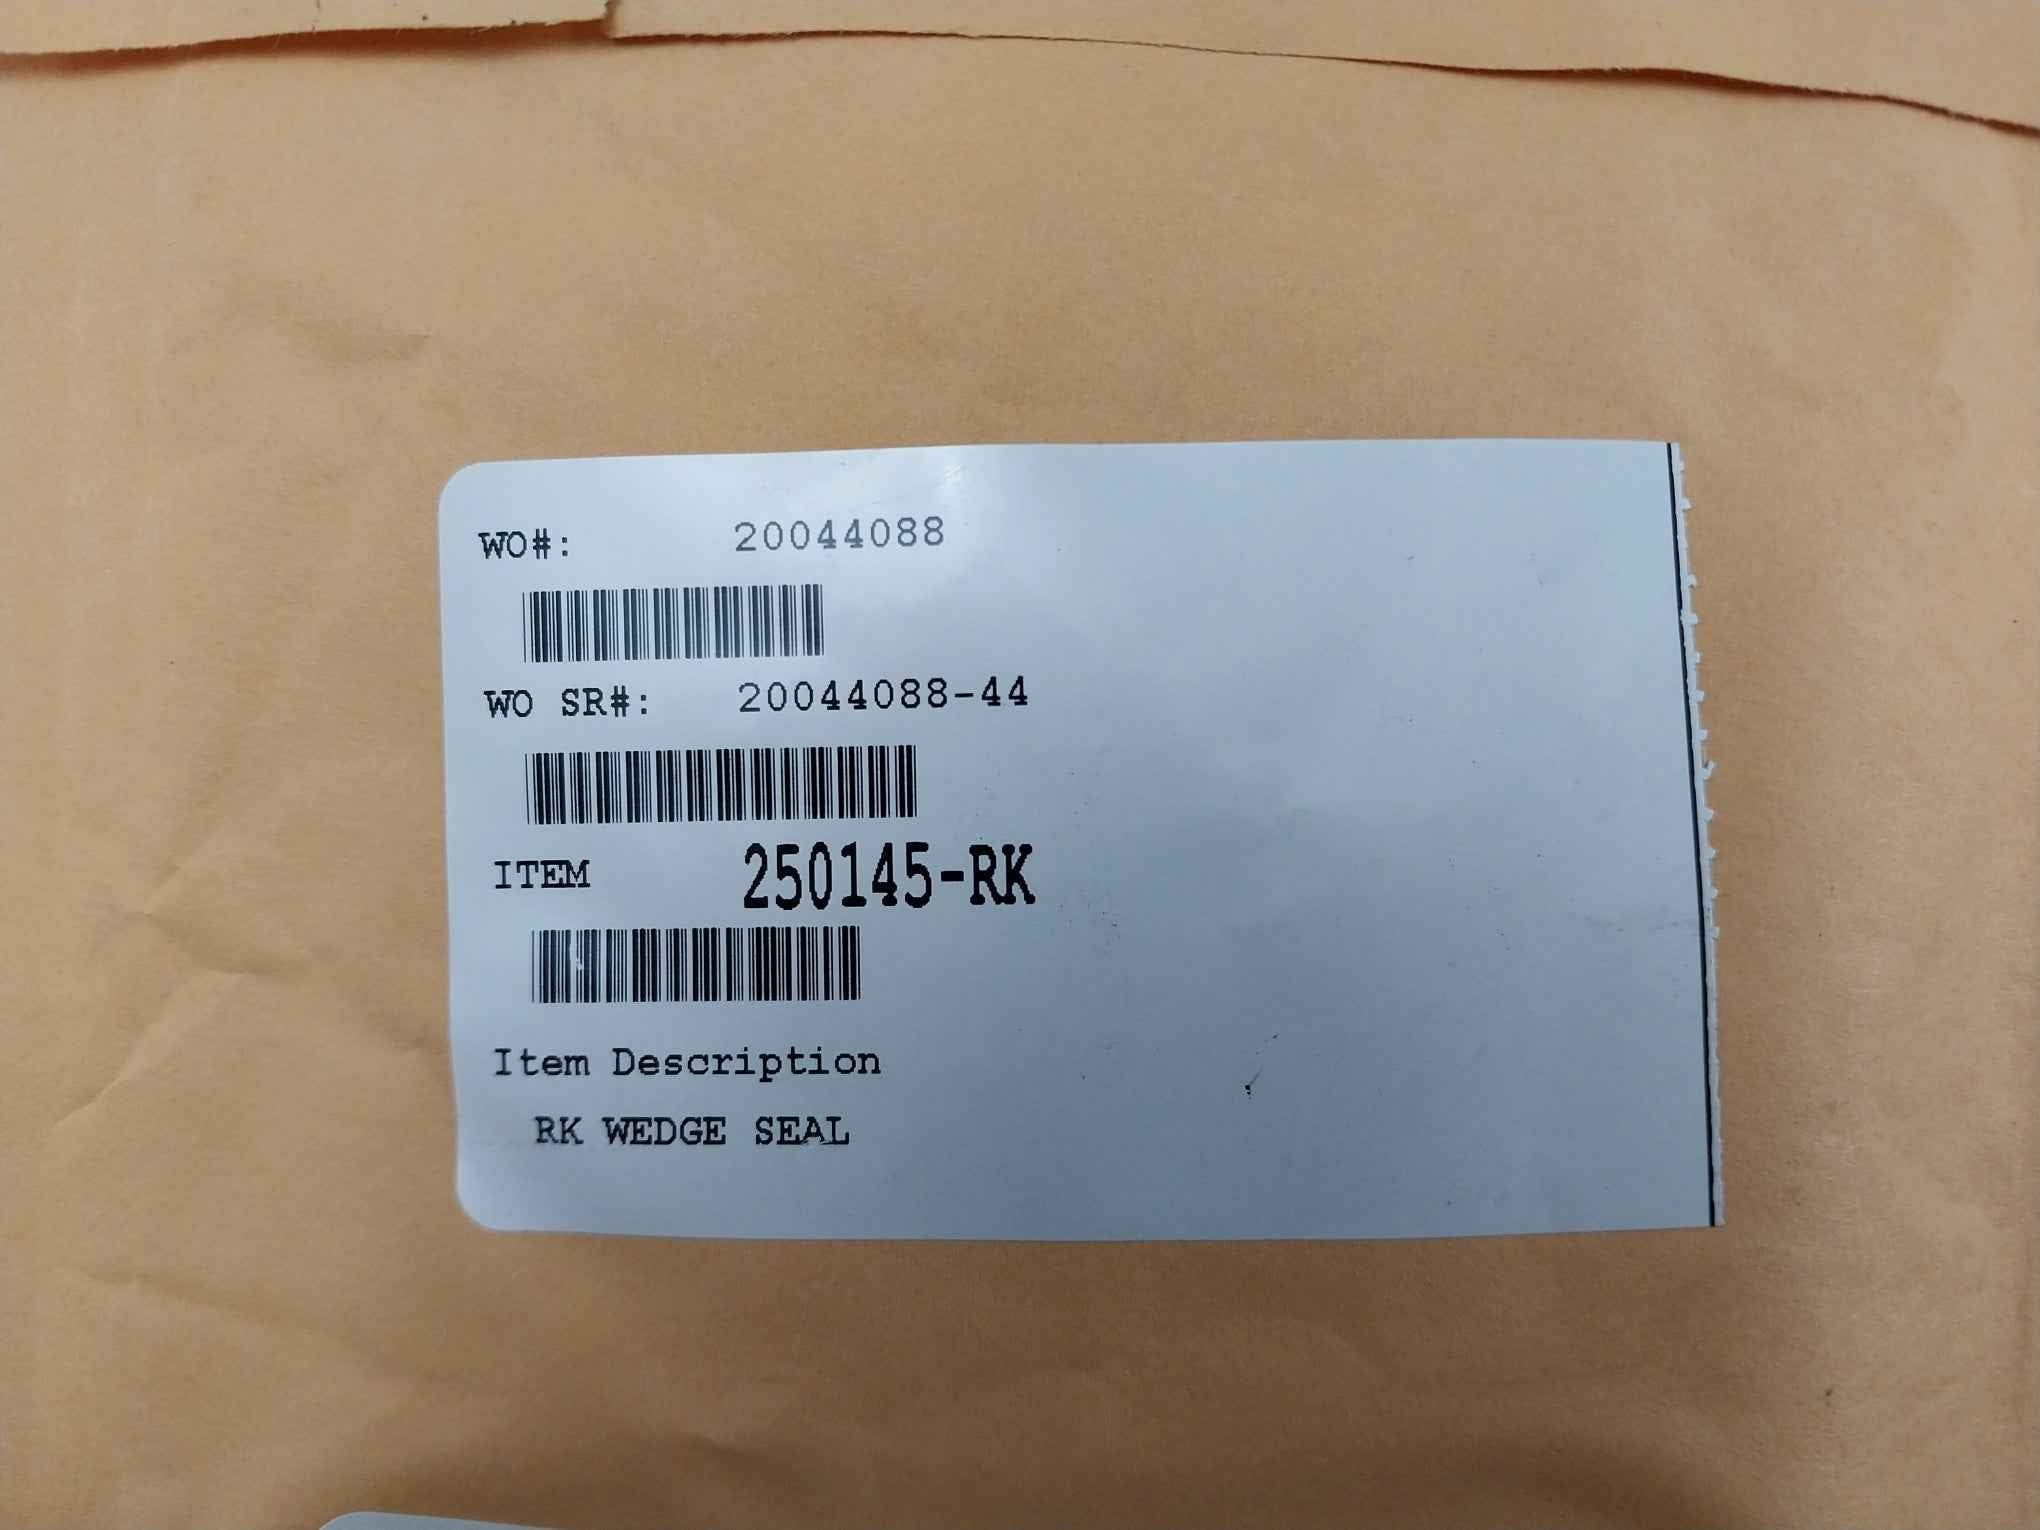 WO#: 20044088
WO SR#: 20044088-44
ITEM 250145-RK
Item Description
RK WEDGE SEAL